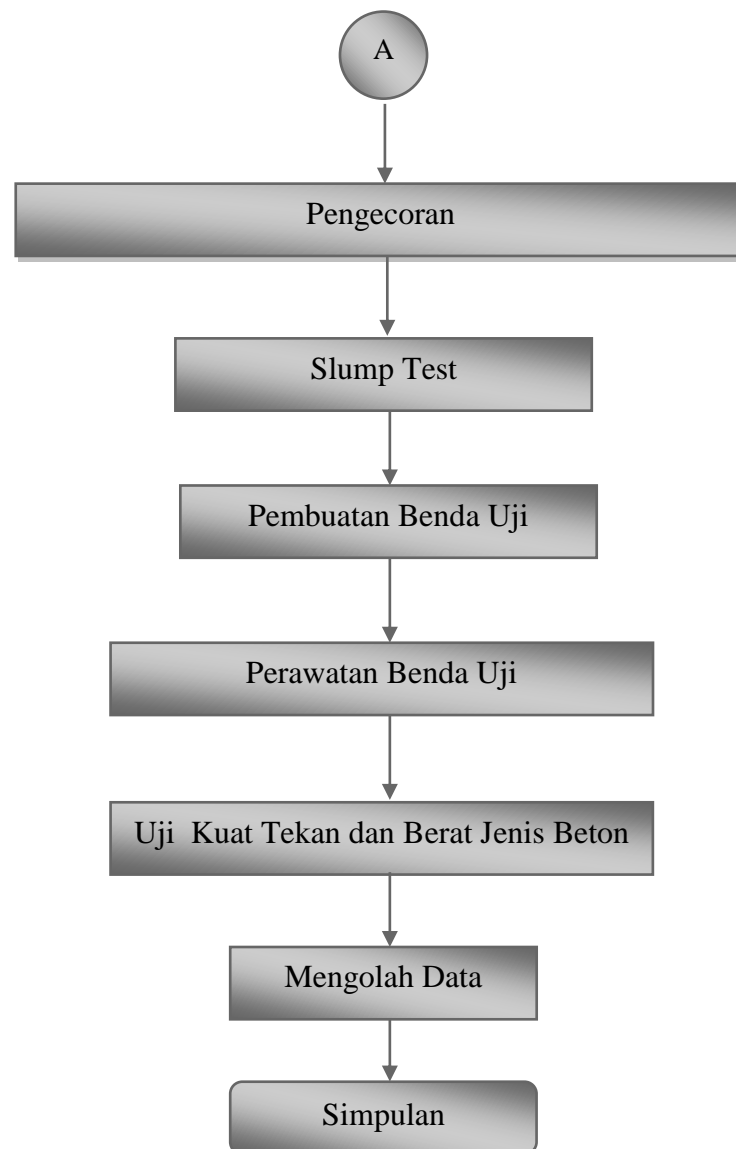 A
Pengecoran
Slump Test
Pembuatan Benda Uji
Perawatan Benda Uji
Uji  Kuat Tekan dan Berat Jenis Beton
Mengolah Data
Simpulan